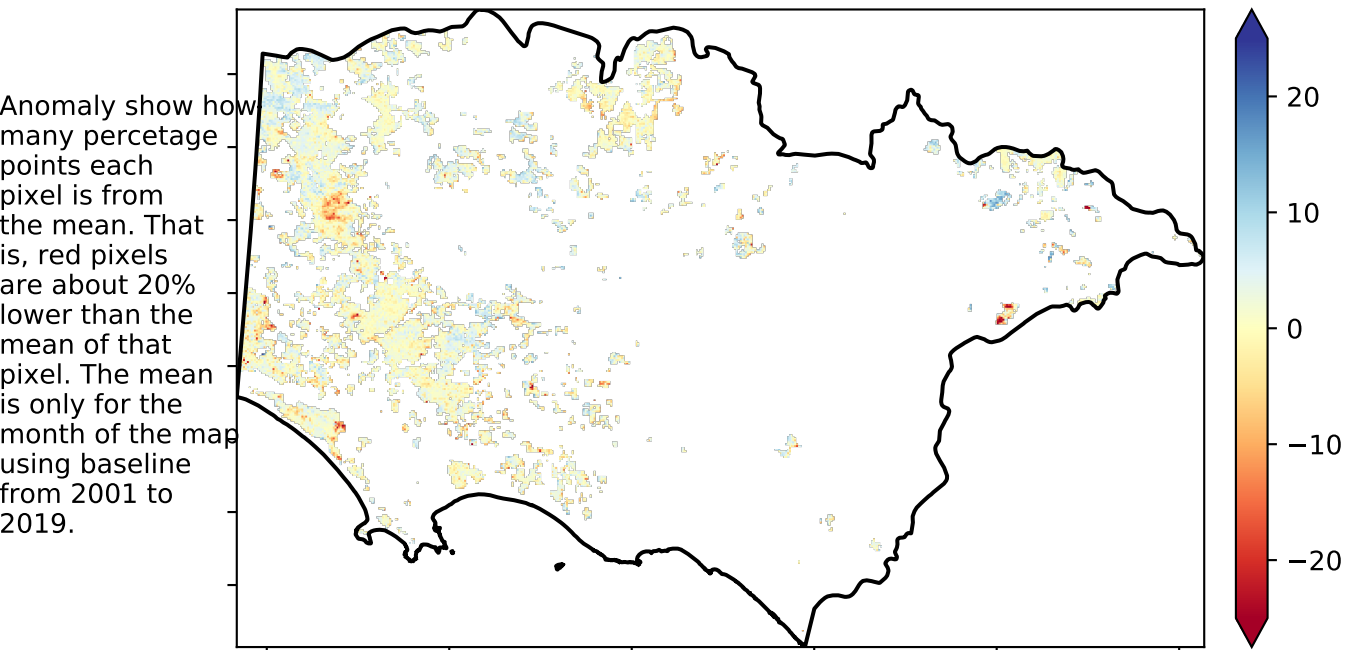 Anomaly show how
many percetage
points each
pixel is from
the mean. That
is, red pixels
are about 20%
lower than the
mean of that
pixel. The mean
is only for the
month of the map
using baseline
from 2001 to
2019.
20
10
0
−10
−20